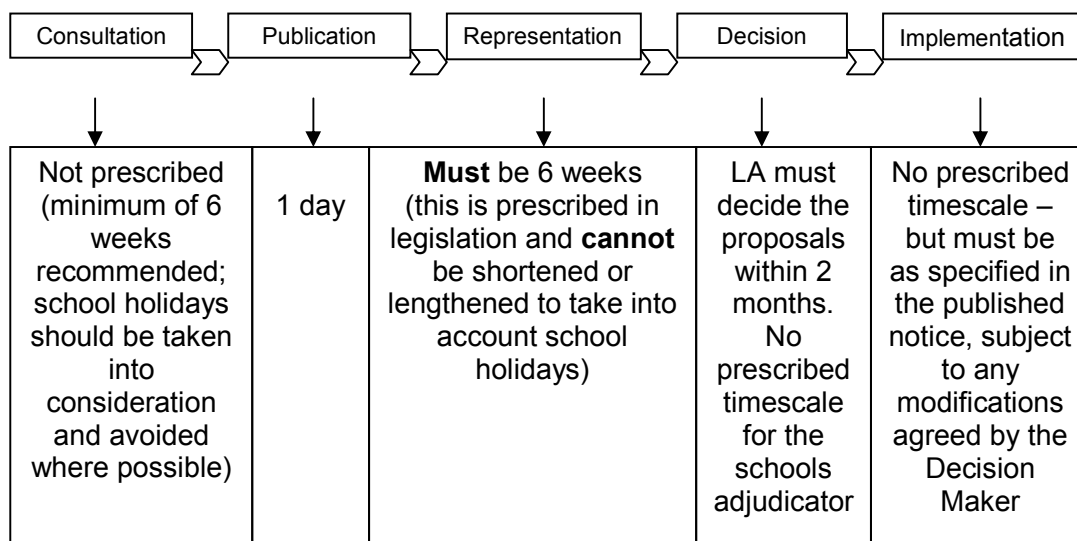 Consultation
Publication
Representation
Decision
Implementation
Not prescribed
(minimum of 6
weeks
recommended;
school holidays
should be taken
into
consideration
and avoided
where possible)
1 day
Must be 6 weeks
(this is prescribed in
legislation and cannot
be shortened or
lengthened to take into
account school
holidays)
LA must
decide the
proposals
within 2
months.
No
prescribed
timescale
for the
schools
adjudicator
No prescribed
timescale –
but must be
as specified in
the published
notice, subject
to any
modifications
agreed by the
Decision
Maker